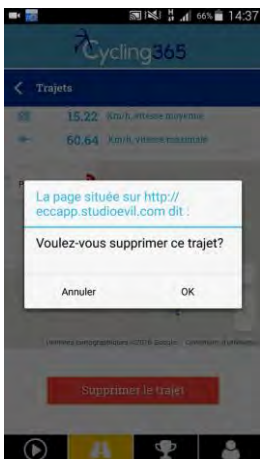 66% 14:37
Cycling365
Trajets
15.22 Km/h, vitesse moyenne
60.64 Km/h, vitesse maximale
La page située sur http://
eccapp.studioevil.com dit :
Voulez-vous supprimer ce trajet?
Annuler OK
Supprimer le trajet